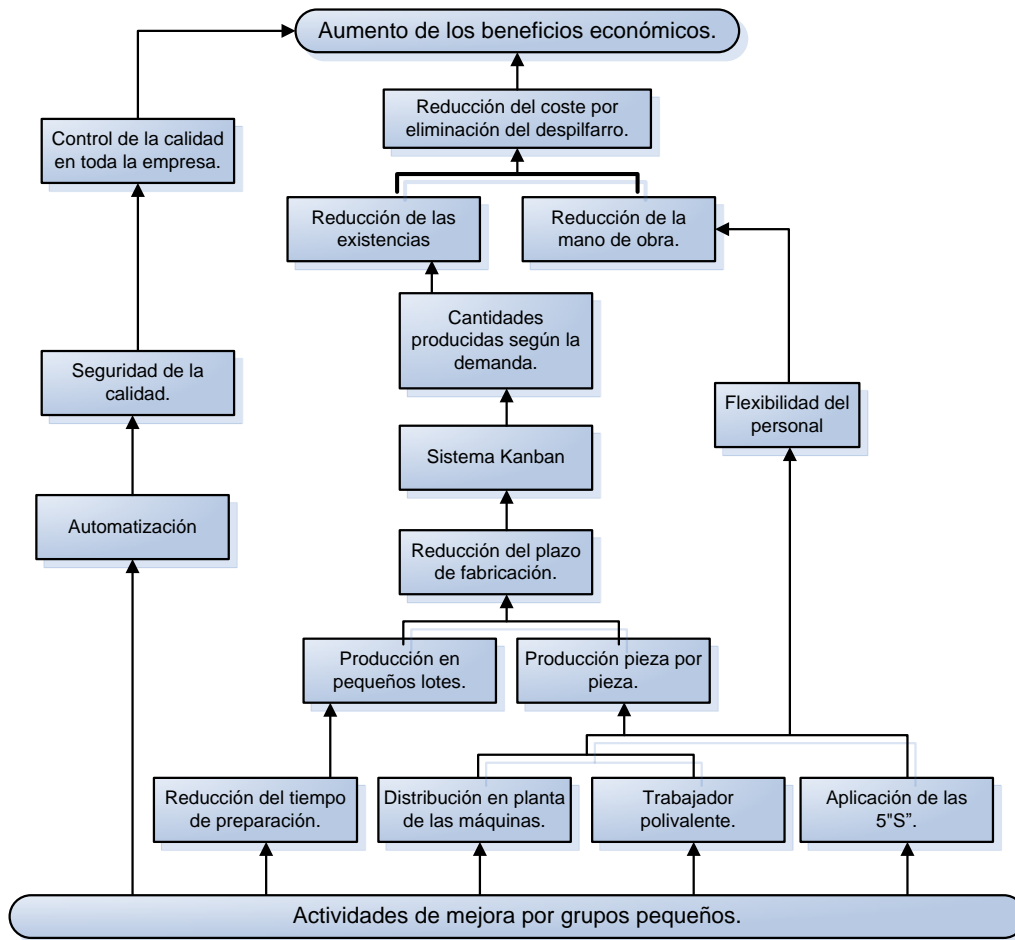 Aumento de los beneficios económicos.
Reducción del coste por
eliminación del despilfarro.
Control de la calidad
en toda la empresa.
Reducción de las
existencias
Reducción de la
mano de obra.
Cantidades
producidas según la
demanda.
Seguridad de la
calidad.
Flexibilidad del
personal
Sistema Kanban
Automatización
Reducción del plazo
de fabricación.
Producción en
pequeños lotes.
Producción pieza por
pieza.
Reducción del tiempo
de preparación.
Distribución en planta
de las máquinas.
Trabajador
polivalente.
Aplicación de las
5"S”.
Actividades de mejora por grupos pequeños.